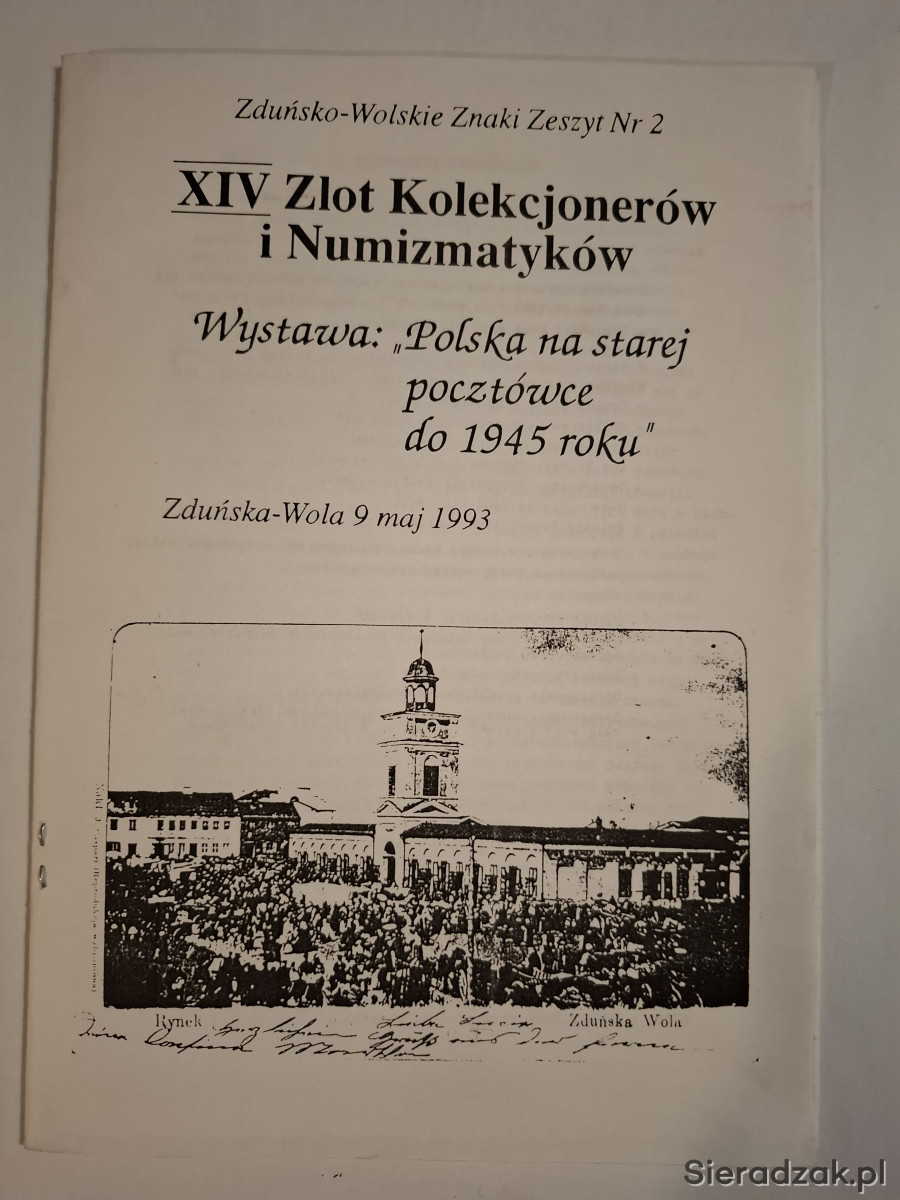 Zduńsko-Wolskie Znaki Zeszyt Nr 2
XIV Zlot Kolekcjonerów
i Numizmatyków
Wystawa: „Polska na starej
pocztówce
do 1945 roku"
Zduńska-Wola 9 maj 1993
Rynek
Zduńska Wola
Sieradzak.pl